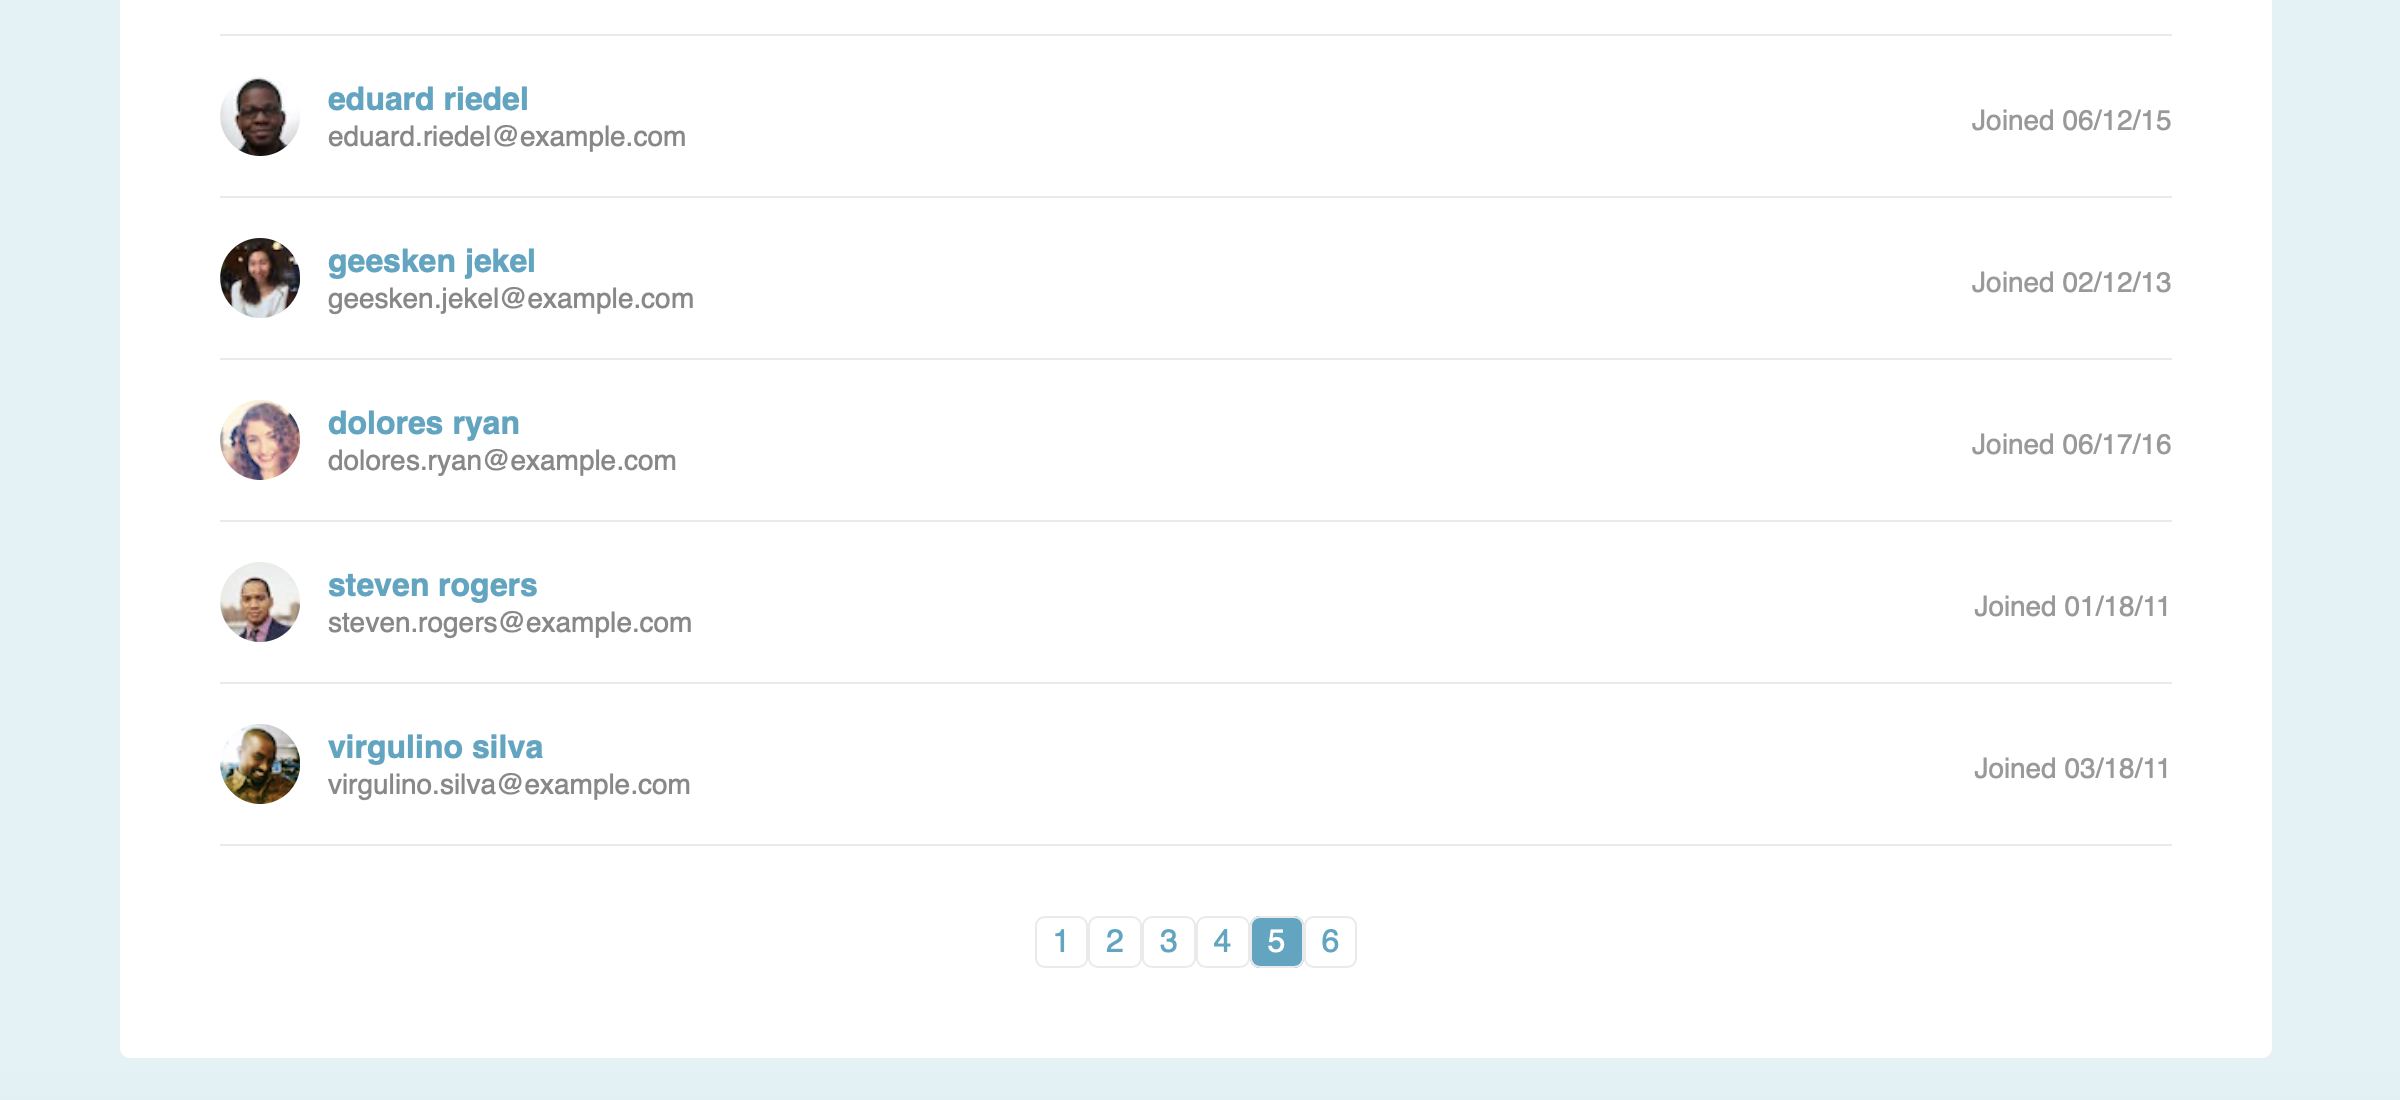 eduard riedel
eduard.riedel@example.com
Joined 06/12/15
geesken jekel
geesken.jekel@example.com
Joined 02/12/13
dolores ryan
dolores.ryan@example.com
Joined 06/17/16
steven rogers
steven.rogers@example.com
Joined 01/18/11
virgulino silva
virgulino.silva@example.com
Joined 03/18/11
1 2 3 4 5 6